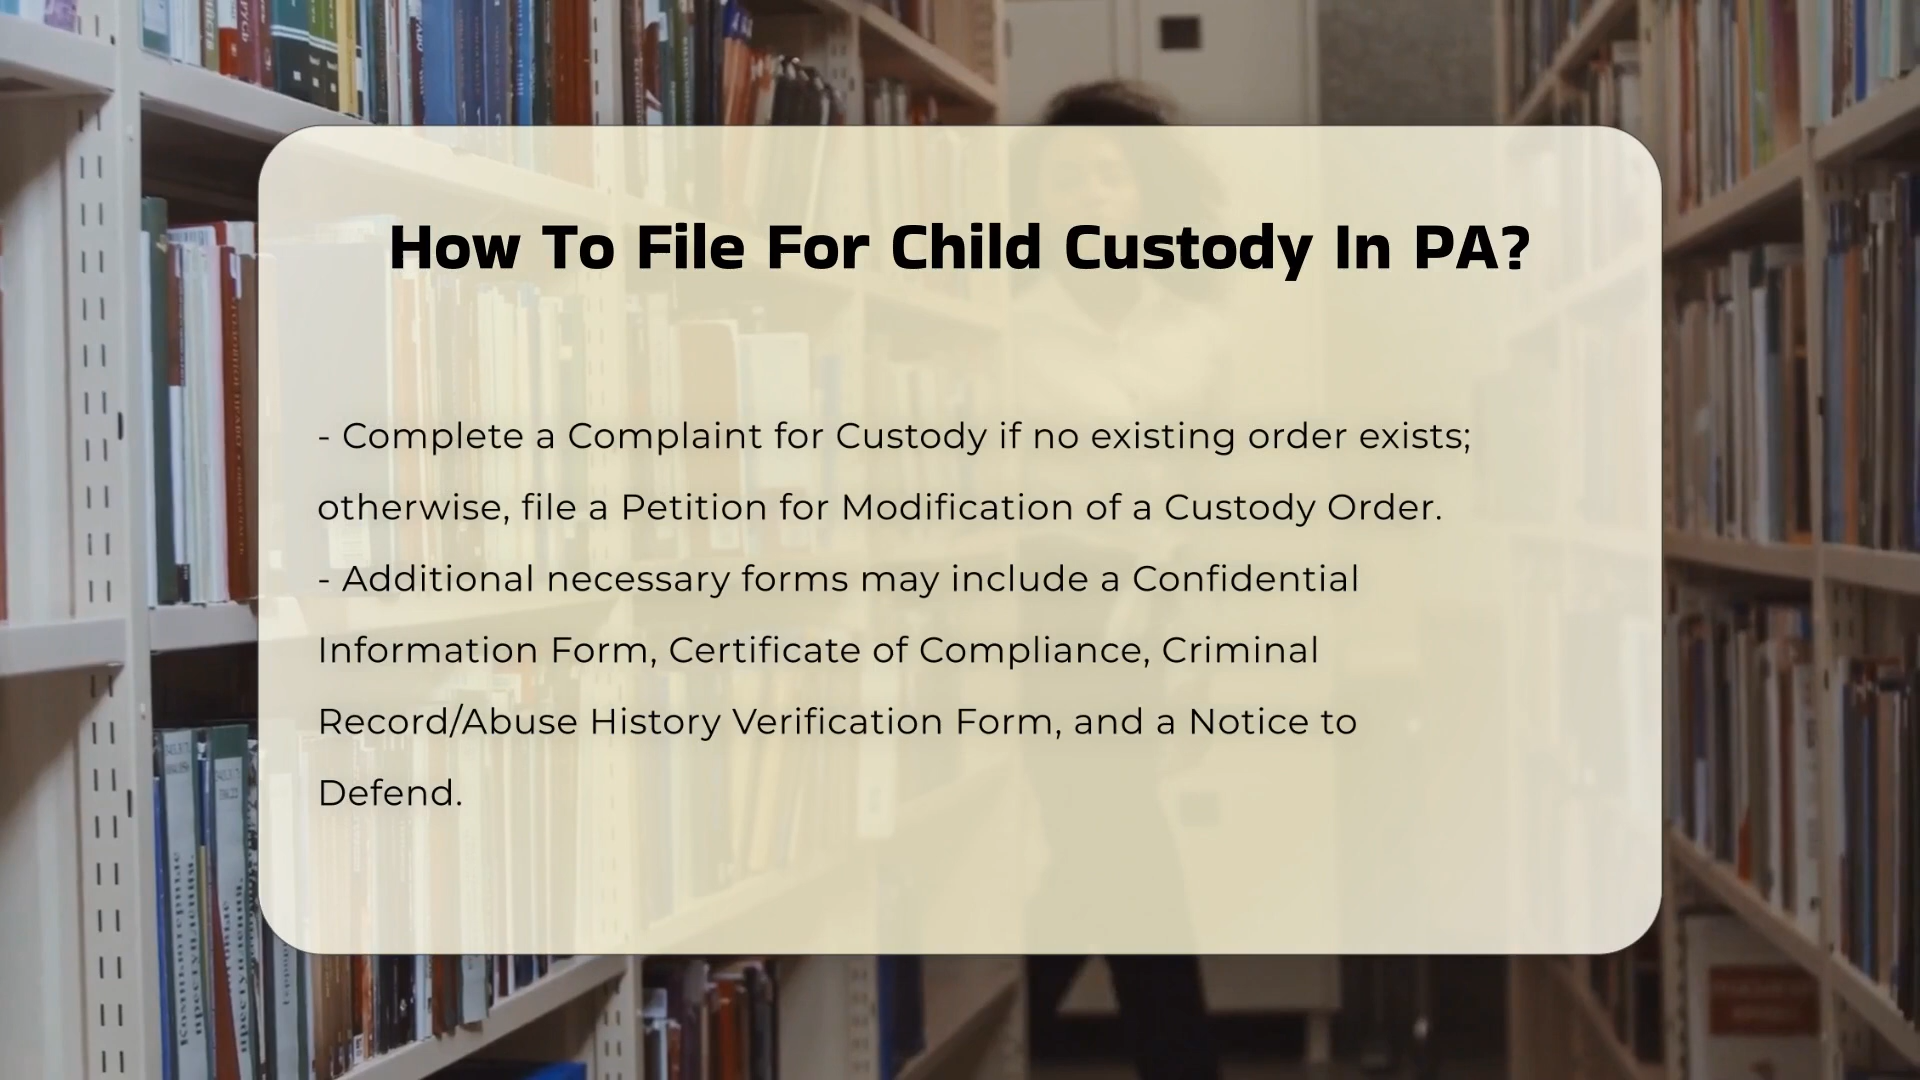 How To File For Child Custody In PA?
- Complete a Complaint for Custody if no existing order exists;
otherwise, file a Petition for Modification of a Custody Order.
- Additional necessary forms may include a Confidential
Information Form, Certificate of Compliance, Criminal
Record/Abuse History Verification Form, and a Notice to
Defend.